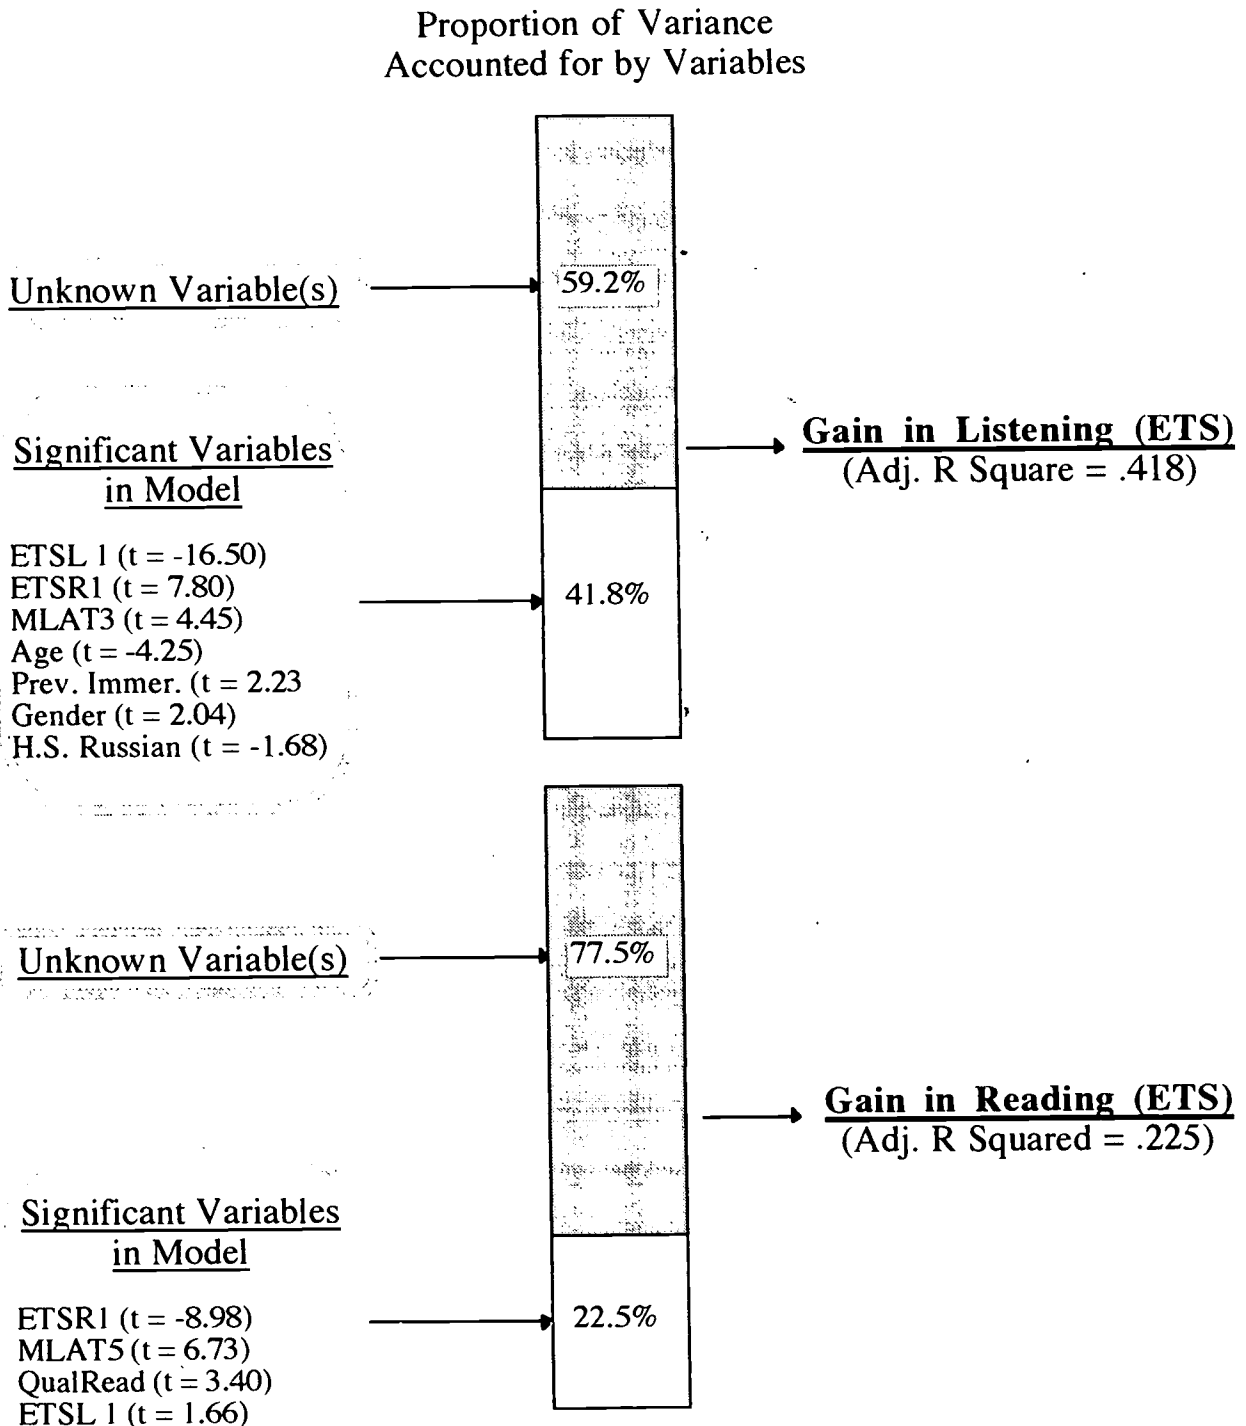 Proportion of Variance
Accounted for by Variables
Unknown Variable(s)
59.2%
Significant Variables
in Model
ETSL 1 (t = -16.50)
ETSR1 (t = 7.80)
MLAT3 (t = 4.45)
Age (t = -4.25)
Prev. Immer. (t = 2.23
Gender (t = 2.04)
H.S. Russian (t = -1.68)
41.8%
Gain in Listening (ETS)
(Adj. R Square = .418)
Unknown Variable(s)
77.5%
Gain in Reading (ETS)
(Adj. R Squared = .225)
Significant Variables
in Model
ETSR1 (t = -8.98)
MLAT5 (t = 6.73)
QualRead (t = 3.40)
ETSL 1 (t = 1.66)
22.5%